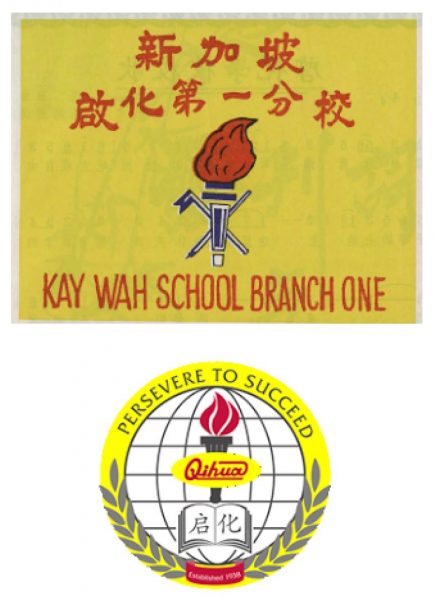 新加坡
啟化第一分校
KAY WAH SCHOOL BRANCH ONE
PERSEVERE TO SUCCEED
Qihua
启化
Established 1938